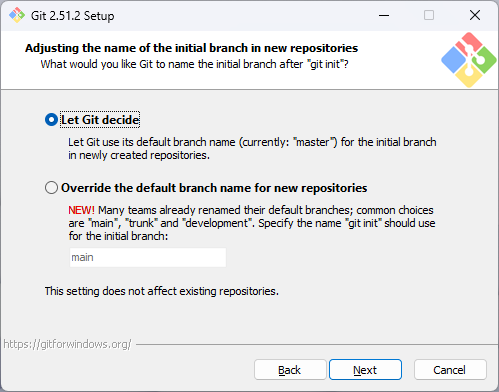 Git 2.51.2 Setup
Adjusting the name of the initial branch in new repositories
What would you like Git to name the initial branch after "git init"?
Let Git decide
Let Git use its default branch name (currently: "master") for the initial branch
in newly created repositories.
Override the default branch name for new repositories
NEW! Many teams already renamed their default branches; common choices
are "main", "trunk" and "development". Specify the name "git init" should use
for the initial branch:
main
This setting does not affect existing repositories.
https://gitforwindows.org/
Back
Next
Cancel